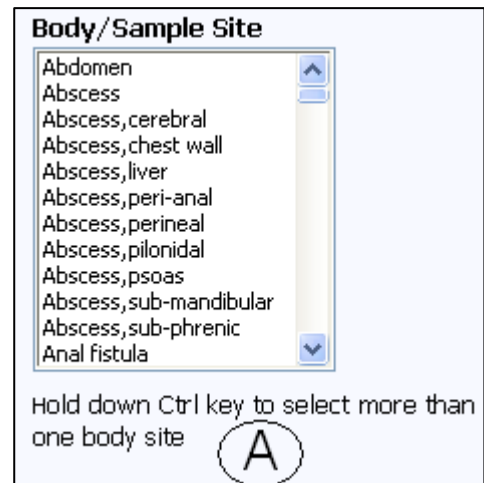 Body/Sample Site
Abdomen
Abscess
Abscess,cerebral
Abscess,chest wall
Abscess,liver
Abscess,peri-anal
Abscess,perineal
Abscess,pilonidal
Abscess,psoas
Abscess,sub-mandibular
Abscess,sub-phrenic
Anal fistula
Hold down Ctrl key to select more than
one body site
A